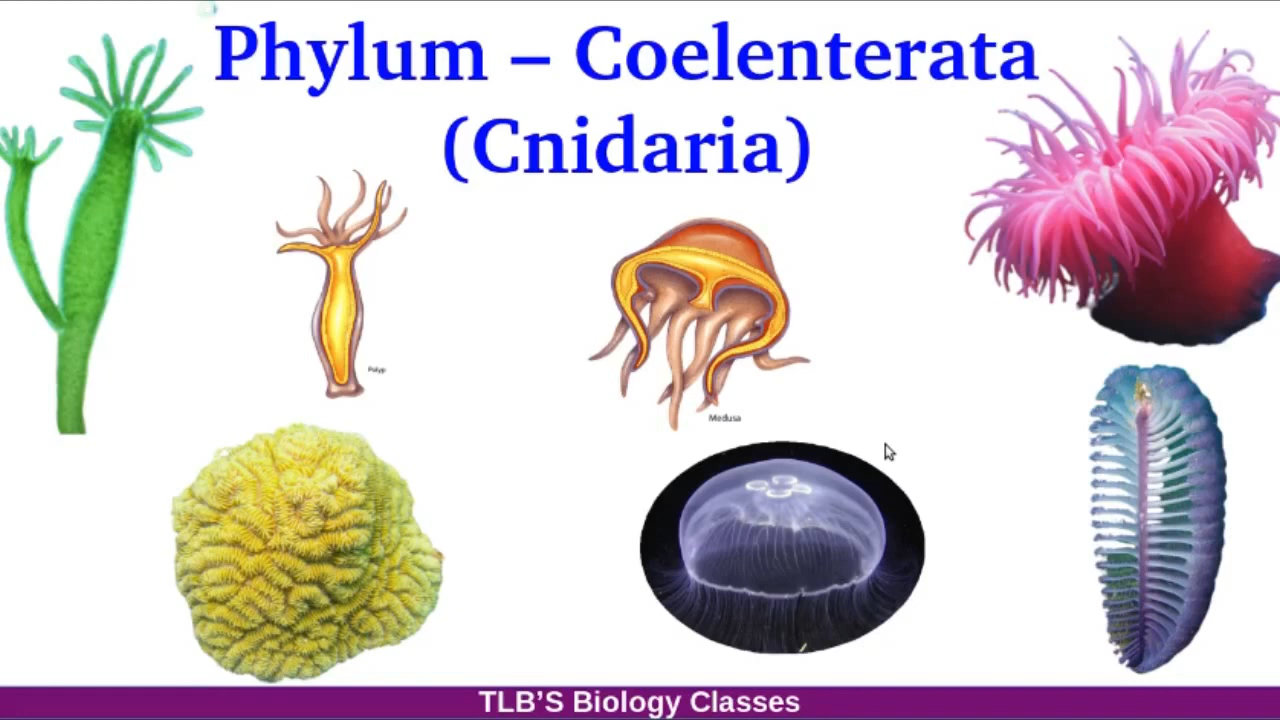 Phylum – Coelenterata
(Cnidaria)
Polyp
Medusa
TLB’S Biology Classes